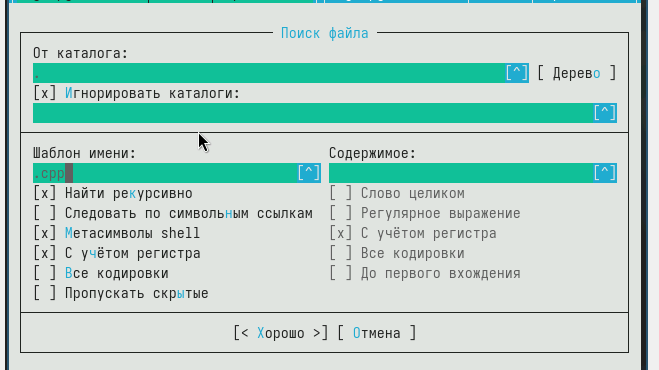 Поиск файла
От каталога:
. [^] [ Дерево ]
[x] Игнорировать каталоги:
[^]
Шаблон имени: Содержимое:
.cpp [^] [^]
[x] Найти рекурсивно [ ] Слово целиком
[ ] Следовать по символьным ссылкам [ ] Регулярное выражение
[x] Метасимволы shell [x] С учётом регистра
[x] С учётом регистра [ ] Все кодировки
[ ] Все кодировки [ ] До первого вхождения
[ ] Пропускать скрытые
[< Хорошо >] [ Отмена ]